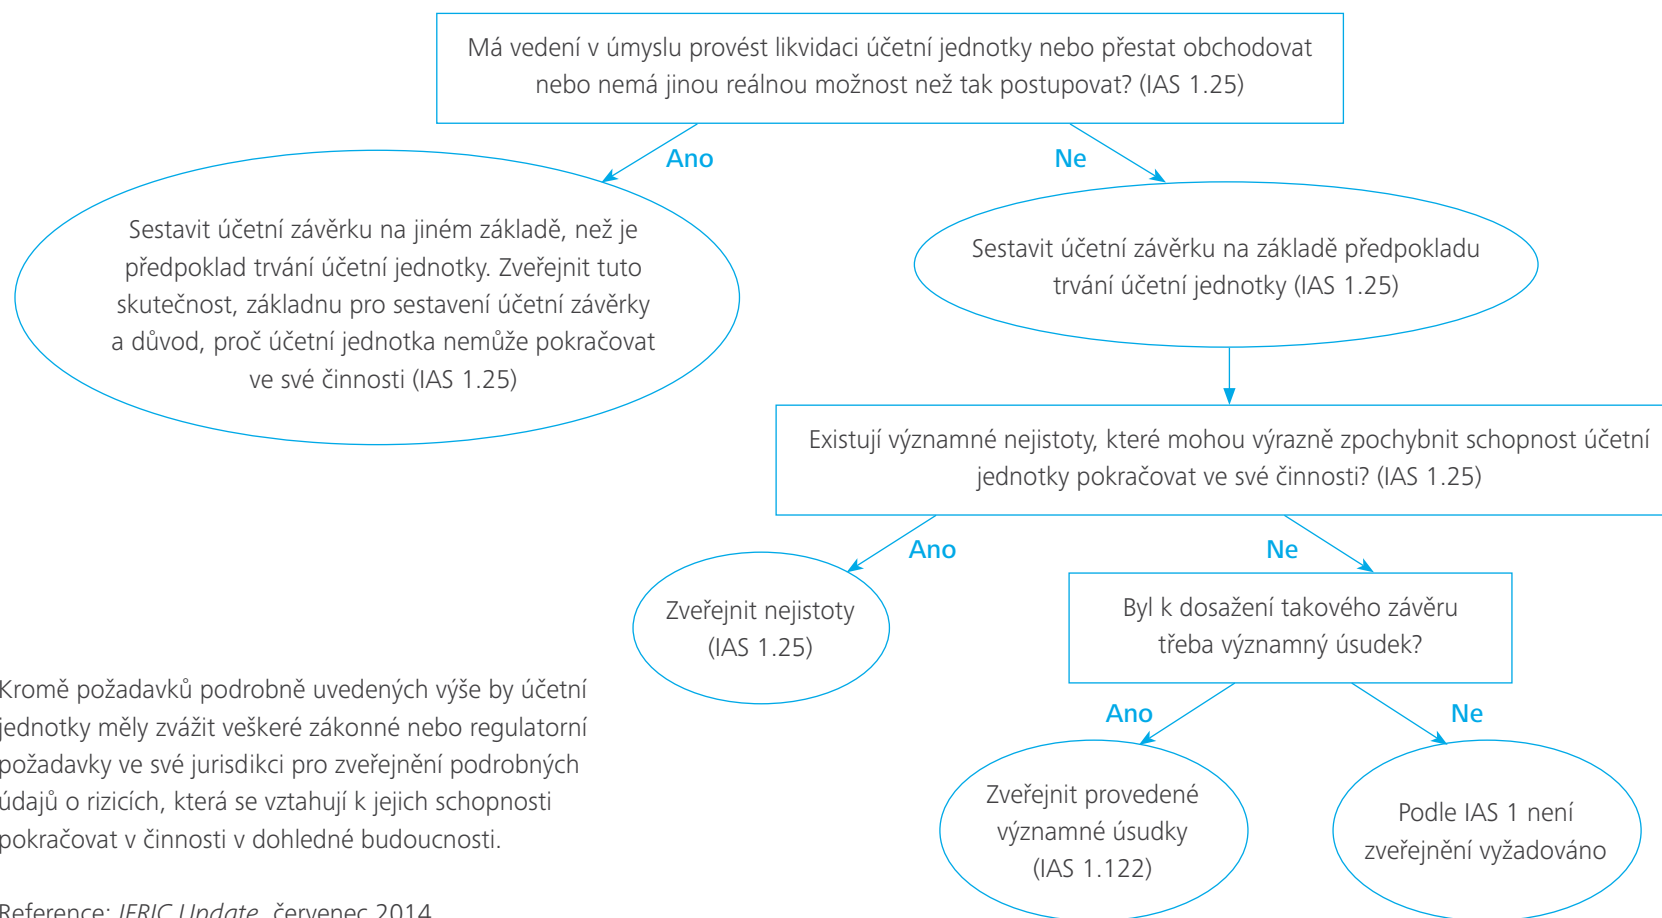 Má vedení v úmyslu provést likvidaci účetní jednotky nebo přestat obchodovat
nebo nemá jinou reálnou možnost než tak postupovat? (IAS 1.25)
Ano
Ne
Sestavit účetní závěrku na jiném základě, než je
předpoklad trvání účetní jednotky. Zveřejnit tuto
skutečnost, základnu pro sestavení účetní závěrky
a důvod, proč účetní jednotka nemůže pokračovat
ve své činnosti (IAS 1.25)
Sestavit účetní závěrku na základě předpokladu
trvání účetní jednotky (IAS 1.25)
Existují významné nejistoty, které mohou výrazně zpochybnit schopnost účetní
jednotky pokračovat ve své činnosti? (IAS 1.25)
Ano
Ne
Zveřejnit nejistoty
(IAS 1.25)
Byl k dosažení takového závěru
třeba významný úsudek?
Ano
Ne
Zveřejnit provedené
významné úsudky
(IAS 1.122)
Podle IAS 1 není
zveřejnění vyžadováno
Kromě požadavků podrobně uvedených výše by účetní
jednotky měly zvážit veškeré zákonné nebo regulatorní
požadavky ve své jurisdikci pro zveřejnění podrobných
údajů o rizicích, která se vztahují k jejich schopnosti
pokračovat v činnosti v dohledné budoucnosti.
Reference: IFRIC Update, červenec 2014